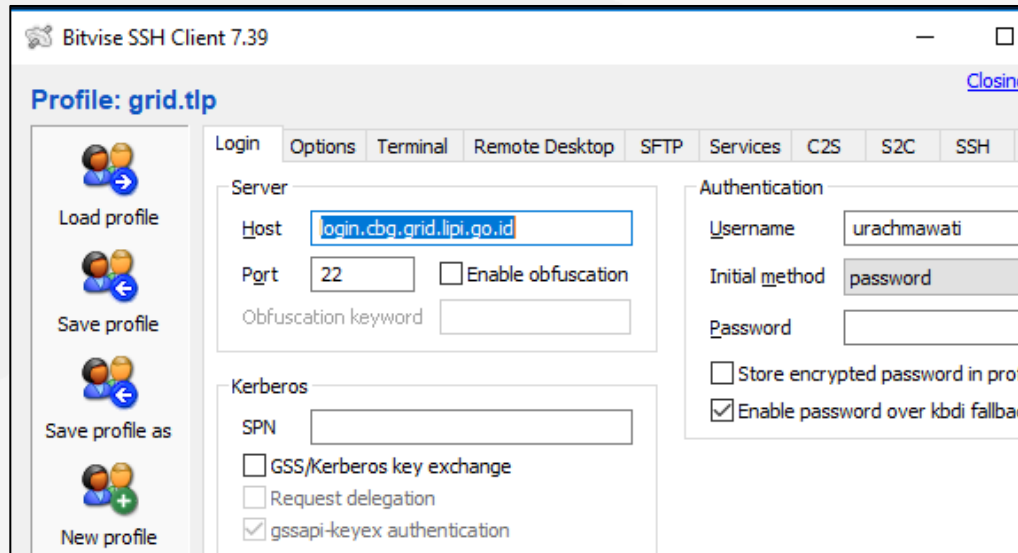 Bitvise SSH Client 7.39
Closing
Profile: grid.tlp
Login Options Terminal Remote Desktop SFTP Services C2S S2C SSH
Load profile
Save profile
Save profile as
New profile
Server
Host login.cbg.grid.lipi.go.id
Port 22 Enable obfuscation
Obfuscation keyword
Kerberos
SPN
GSS/Kerberos key exchange
Request delegation
gssapi-keyex authentication
Authentication
Username urachmawati
Initial method password
Password
Store encrypted password in
Enable password over kbdi